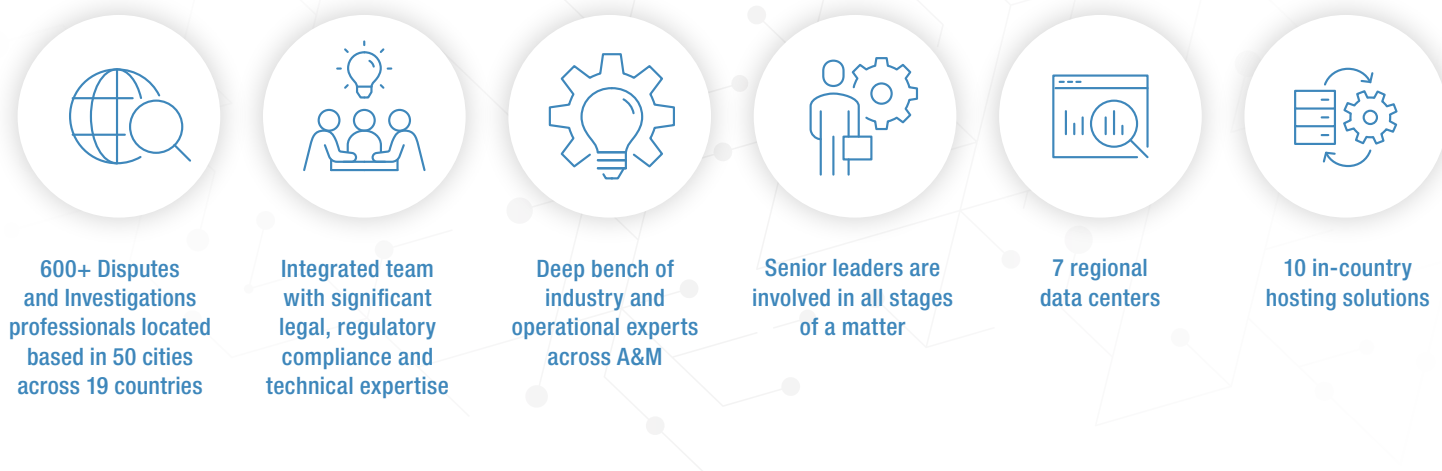 600+ Disputes
and Investigations
professionals located
based in 50 cities
across 19 countries
Integrated team
with significant
legal, regulatory
compliance and
technical expertise
Deep bench of
industry and
operational experts
across A&M
Senior leaders are
involved in all stages
of a matter
7 regional
data centers
10 in-country
hosting solutions